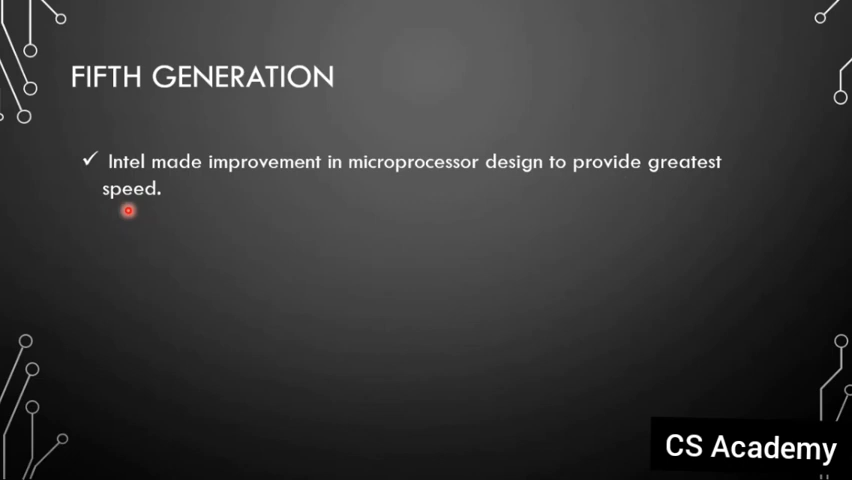 FIFTH GENERATION
✓ Intel made improvement in microprocessor design to provide greatest
speed.
CS Academy